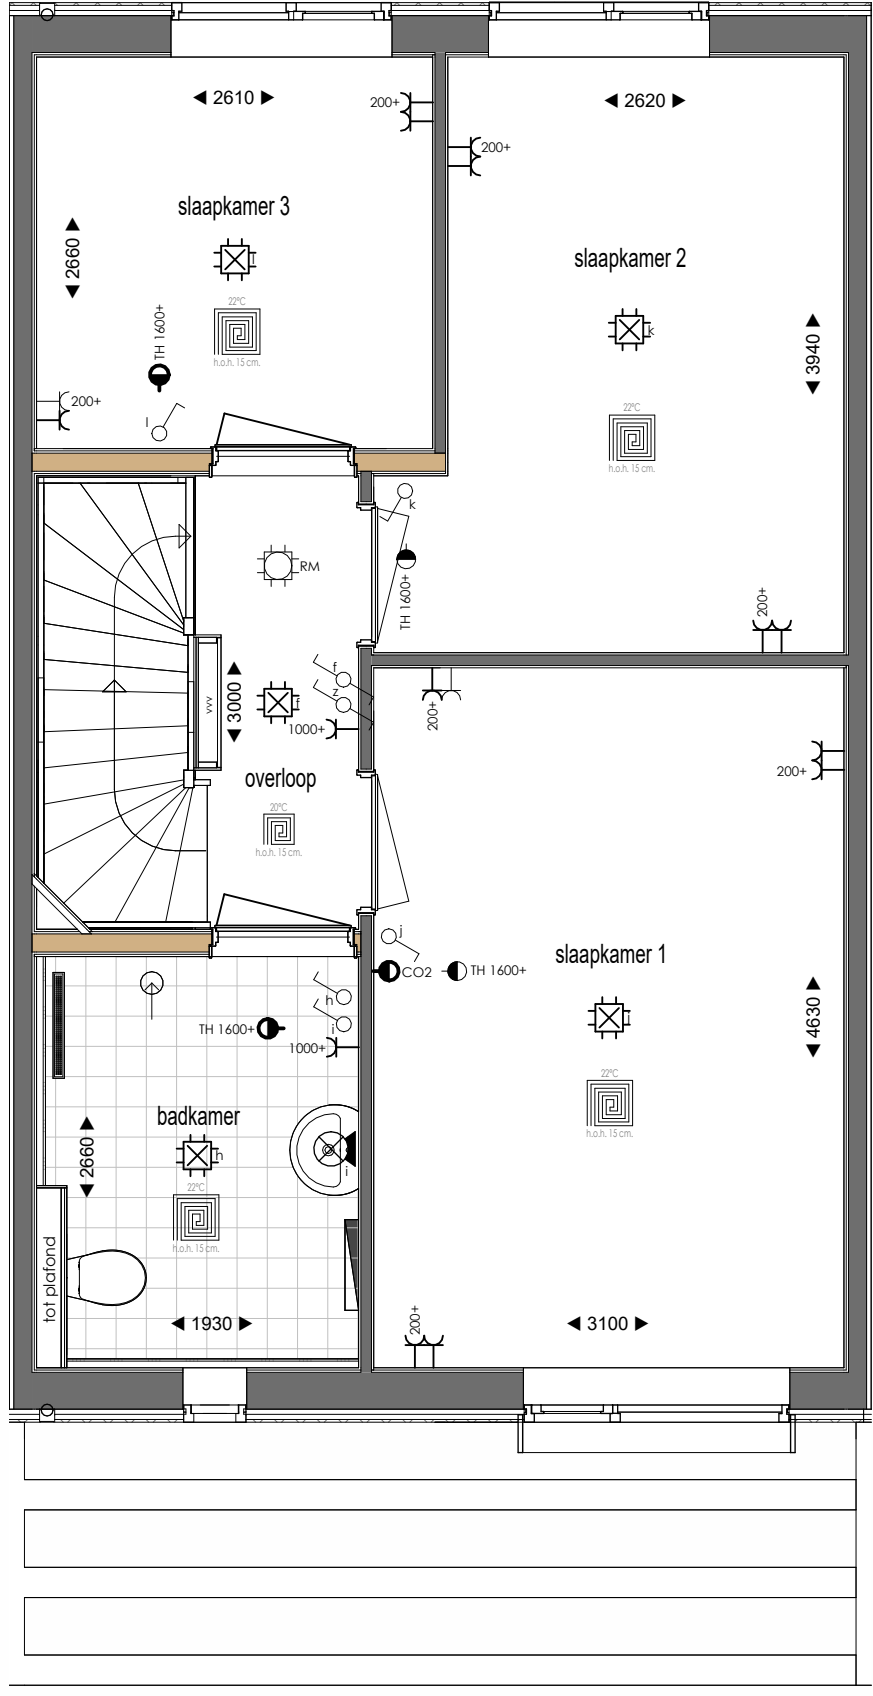 2610
200+
2620
200+
slaapkamer 3
2660
l
22°C
h.o.h. 15 cm.
TH 1600+
200+
l
slaapkamer 2
k
3940
22°C
h.o.h. 15 cm.
k
TH 1600+
200+
RM
f
z
1000+
f
3000
vvv
overloop
20°C
h.o.h. 15 cm.
200+
200+
j
CO2
TH 1600+
slaapkamer 1
j
4630
22°C
h.o.h. 15 cm.
h
i
TH 1600+
1000+
badkamer
h
2660
22°C
h.o.h. 15 cm.
i
tot plafond
1930
200+
3100